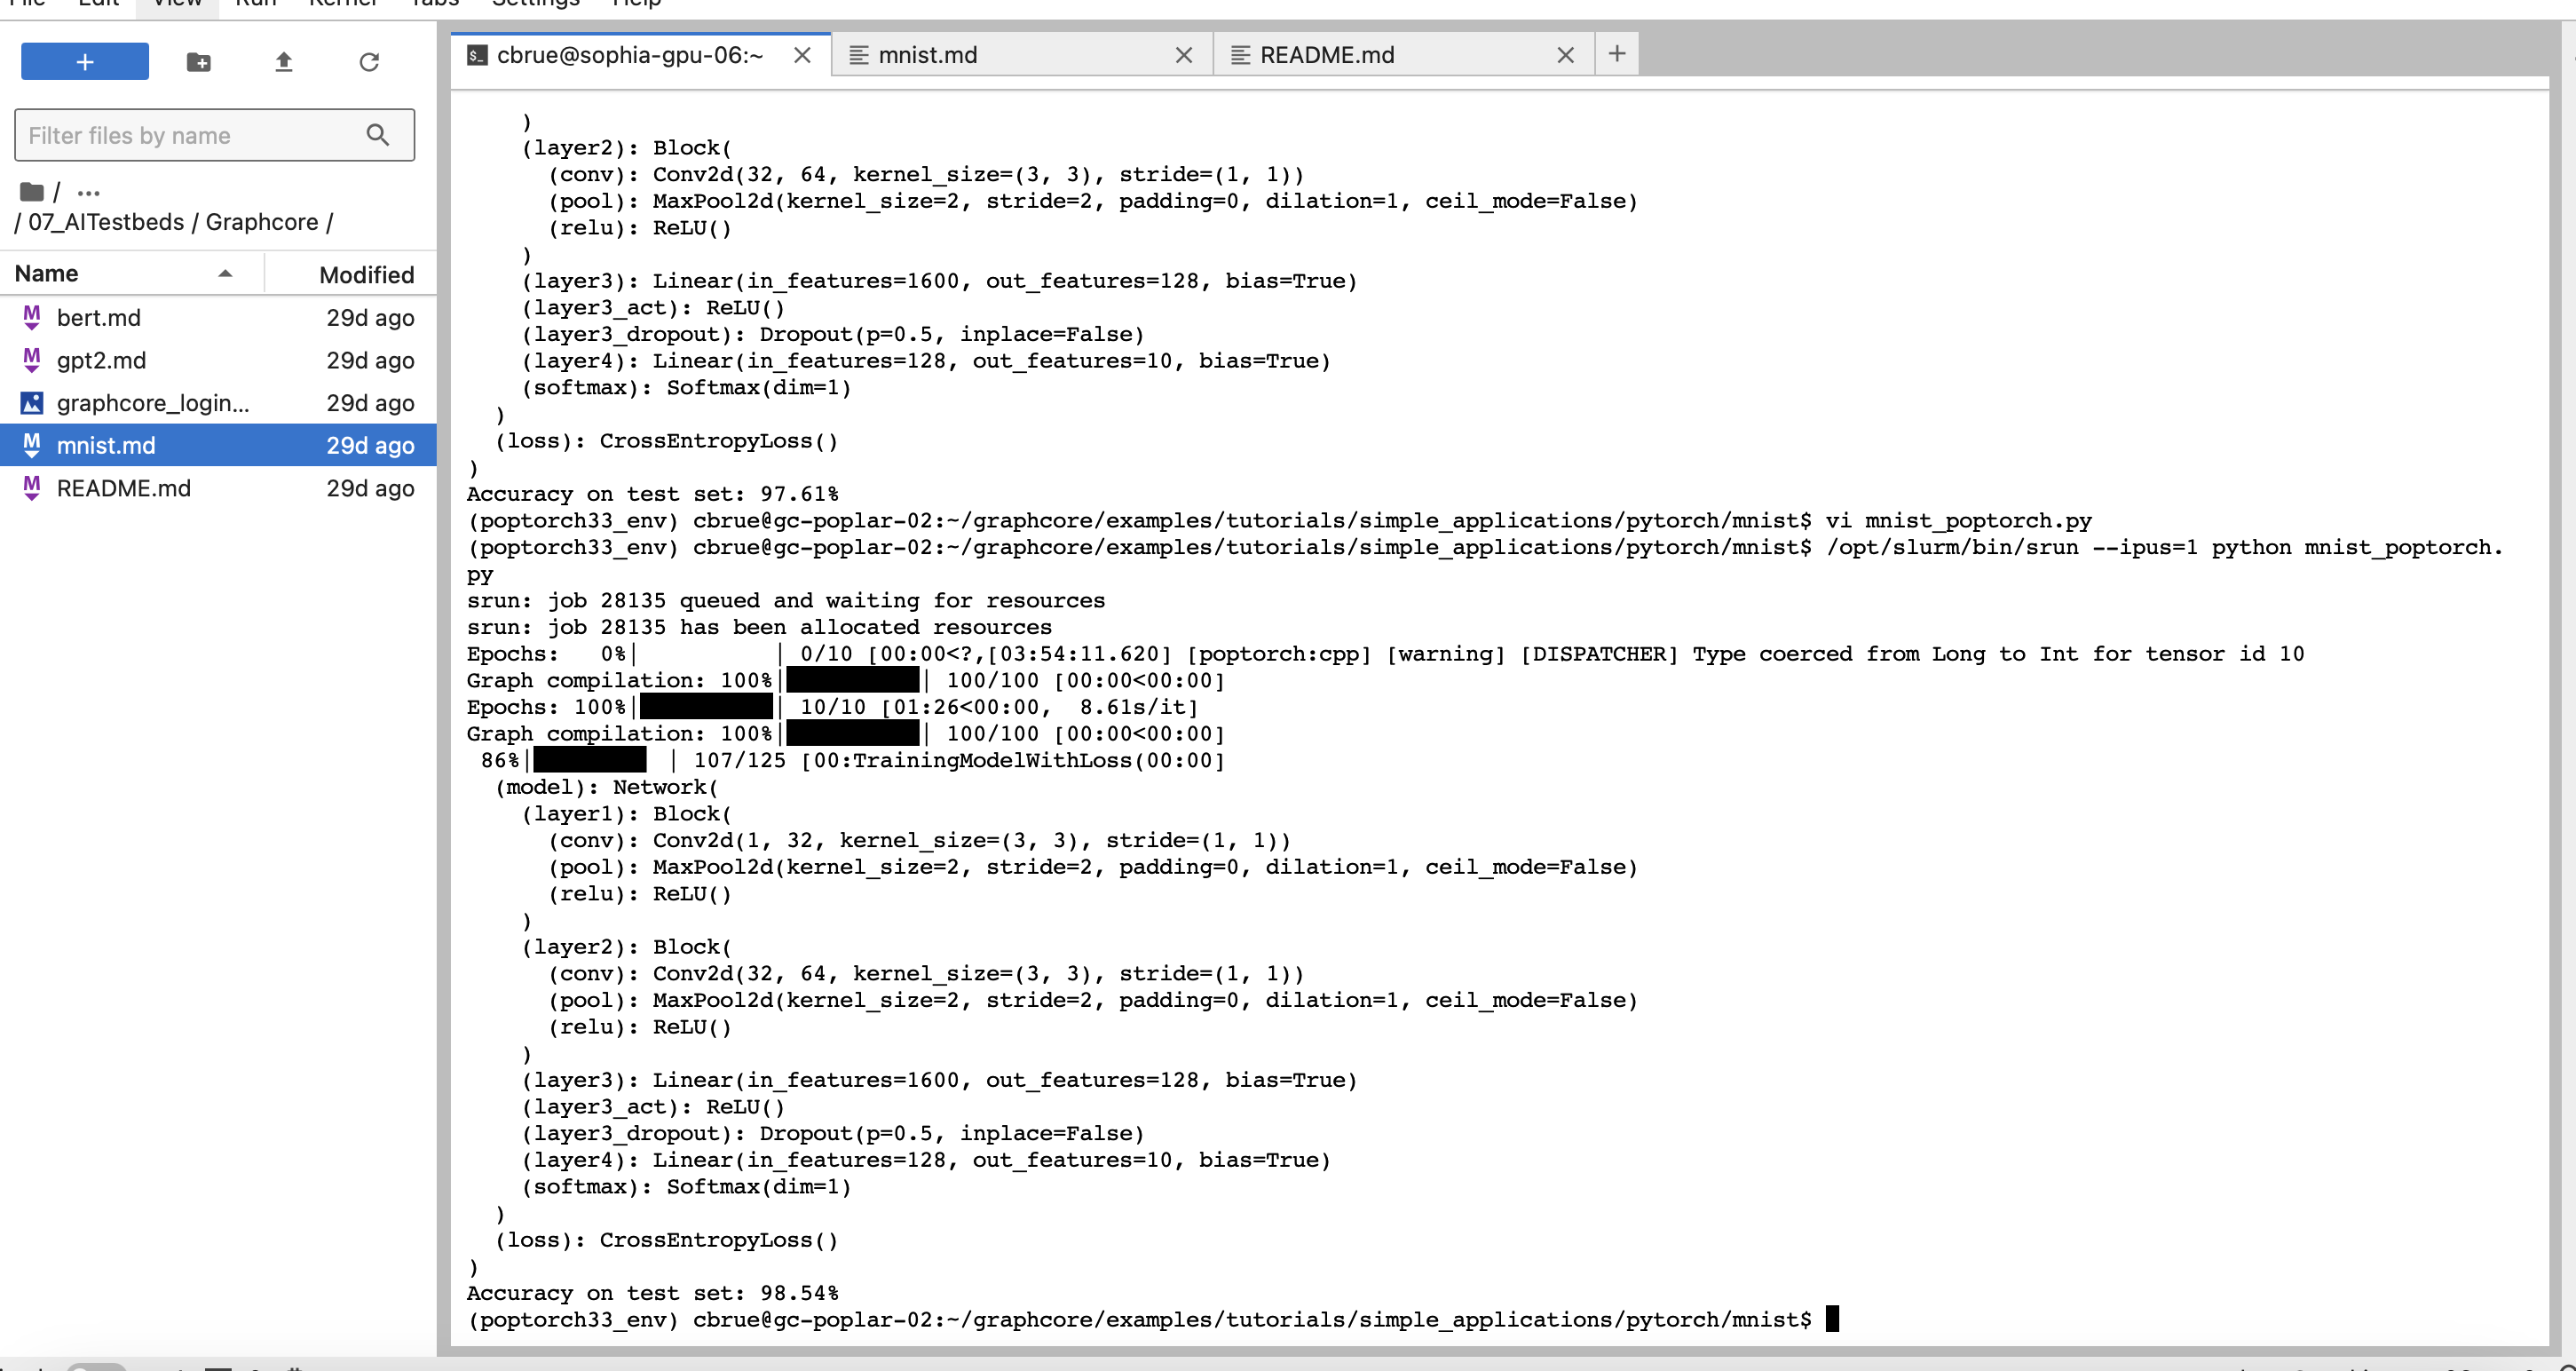 File Edit View Run Kernel Tabs Settings Help
cbrue@sophia-gpu-06:~
mnist.md
README.md
Filter files by name
/ ...
/ 07_AITestbeds / Graphcore /
Name Modified
bert.md 29d ago
gpt2.md 29d ago
graphcore_login... 29d ago
mnist.md 29d ago
README.md 29d ago
)
(layer2): Block(
(conv): Conv2d(32, 64, kernel_size=(3, 3), stride=(1, 1))
(pool): MaxPool2d(kernel_size=2, stride=2, padding=0, dilation=1, ceil_mode=False)
(relu): ReLU()
)
(layer3): Linear(in_features=1600, out_features=128, bias=True)
(layer3_act): ReLU()
(layer3_dropout): Dropout(p=0.5, inplace=False)
(layer4): Linear(in_features=128, out_features=10, bias=True)
(softmax): Softmax(dim=1)
)
(loss): CrossEntropyLoss()
)
Accuracy on test set: 97.61%
(poptorch33_env) cbrue@gc-poplar-02:~/graphcore/examples/tutorials/simple_applications/pytorch/mnist$ vi mnist_poptorch.py
(poptorch33_env) cbrue@gc-poplar-02:~/graphcore/examples/tutorials/simple_applications/pytorch/mnist$ /opt/slurm/bin/srun --ipus=1 python mnist_poptorch.
py
srun: job 28135 queued and waiting for resources
srun: job 28135 has been allocated resources
Epochs:   0%|          | 0/10 [00:00<?,[03:54:11.620] [poptorch:cpp] [warning] [DISPATCHER] Type coerced from Long to Int for tensor id 10
Graph compilation: 100%|██████████| 100/100 [00:00<00:00]
Epochs: 100%|██████████| 10/10 [01:26<00:00,  8.61s/it]
Graph compilation: 100%|██████████| 100/100 [00:00<00:00]
86%|████████▌ | 107/125 [00:TrainingModelWithLoss(00:00]
(model): Network(
(layer1): Block(
(conv): Conv2d(1, 32, kernel_size=(3, 3), stride=(1, 1))
(pool): MaxPool2d(kernel_size=2, stride=2, padding=0, dilation=1, ceil_mode=False)
(relu): ReLU()
)
(layer2): Block(
(conv): Conv2d(32, 64, kernel_size=(3, 3), stride=(1, 1))
(pool): MaxPool2d(kernel_size=2, stride=2, padding=0, dilation=1, ceil_mode=False)
(relu): ReLU()
)
(layer3): Linear(in_features=1600, out_features=128, bias=True)
(layer3_act): ReLU()
(layer3_dropout): Dropout(p=0.5, inplace=False)
(layer4): Linear(in_features=128, out_features=10, bias=True)
(softmax): Softmax(dim=1)
)
(loss): CrossEntropyLoss()
)
Accuracy on test set: 98.54%
(poptorch33_env) cbrue@gc-poplar-02:~/graphcore/examples/tutorials/simple_applications/pytorch/mnist$